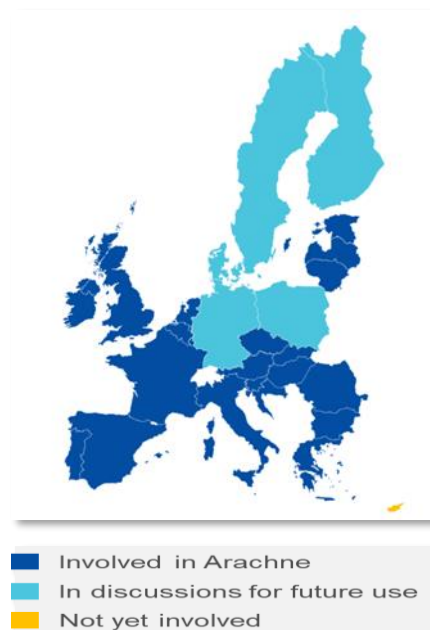 Involved in Arachne
In discussions for future use
Not yet involved